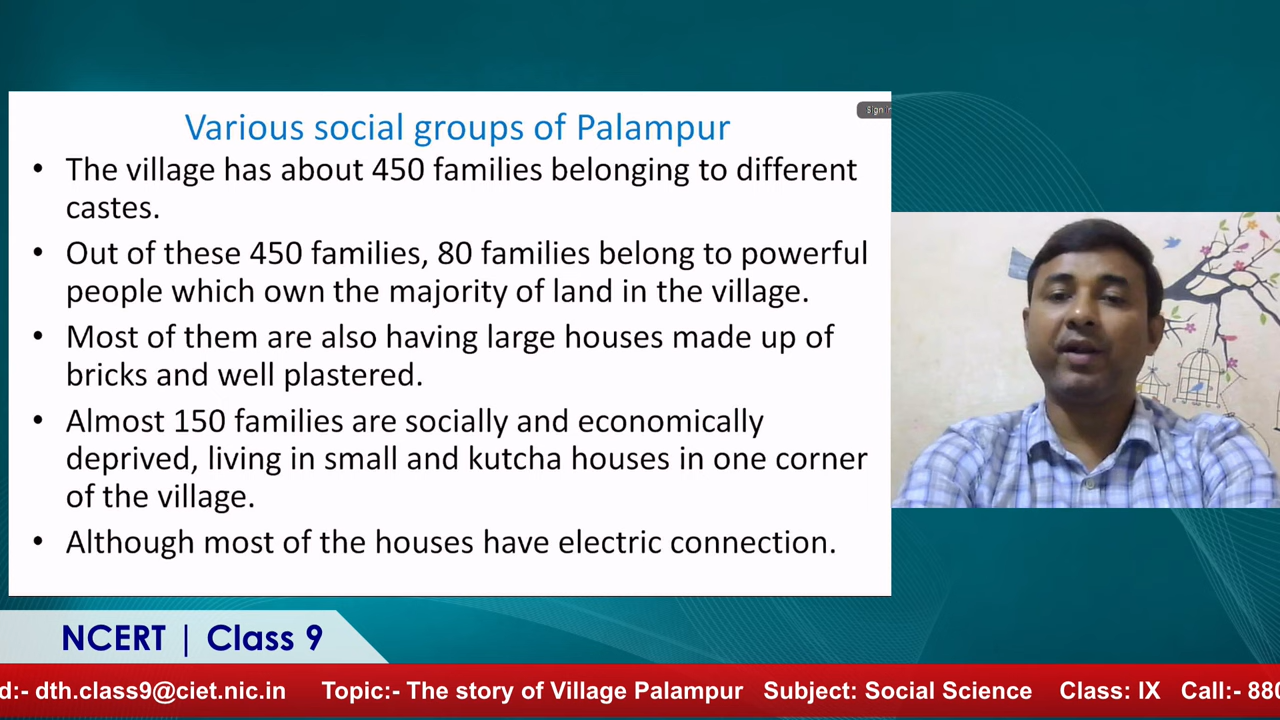 Various social groups of Palampur
Sign in
• The village has about 450 families belonging to different
castes.
• Out of these 450 families, 80 families belong to powerful
people which own the majority of land in the village.
• Most of them are also having large houses made up of
bricks and well plastered.
• Almost 150 families are socially and economically
deprived, living in small and kutcha houses in one corner
of the village.
• Although most of the houses have electric connection.
NCERT | Class 9
d:- dth.class9@ciet.nic.in Topic:- The story of Village Palampur Subject: Social Science Class: IX Call:- 880